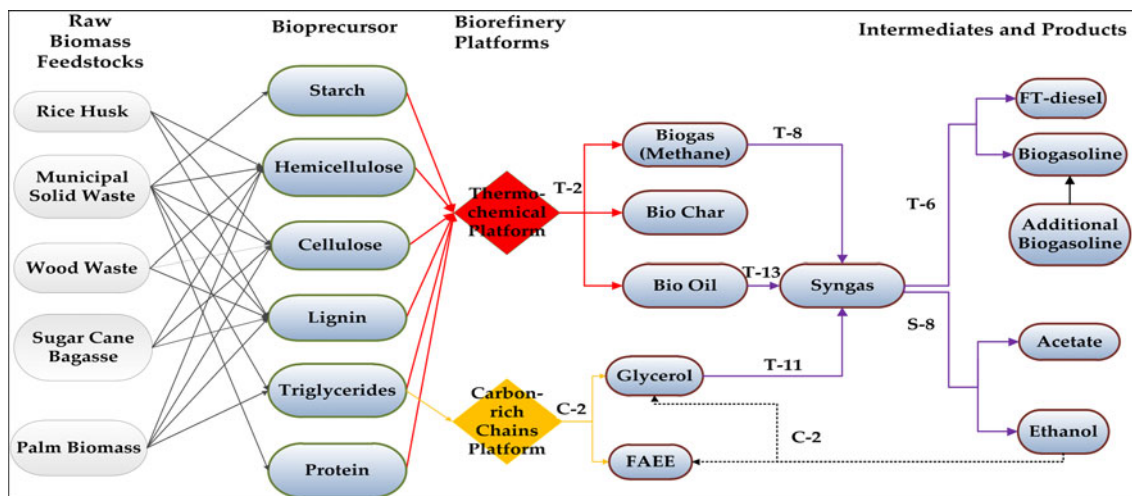 Raw
Biomass
Feedstocks
Bioprecursor
Biorefinery
Platforms
Intermediates and Products
Rice Husk
Municipal
Solid Waste
Wood Waste
Sugar Cane
Bagasse
Palm Biomass
Starch
Hemicellulose
Cellulose
Lignin
Triglycerides
Protein
Thermo-
chemical
Platform
T-2
Carbon-
rich
Chains
Platform
C-2
Biogas
(Methane)
T-8
Bio Char
Bio Oil
T-13
Syngas
Glycerol
T-11
FAEE
C-2
T-6
S-8
FT-diesel
Biogasoline
Additional
Biogasoline
Acetate
Ethanol